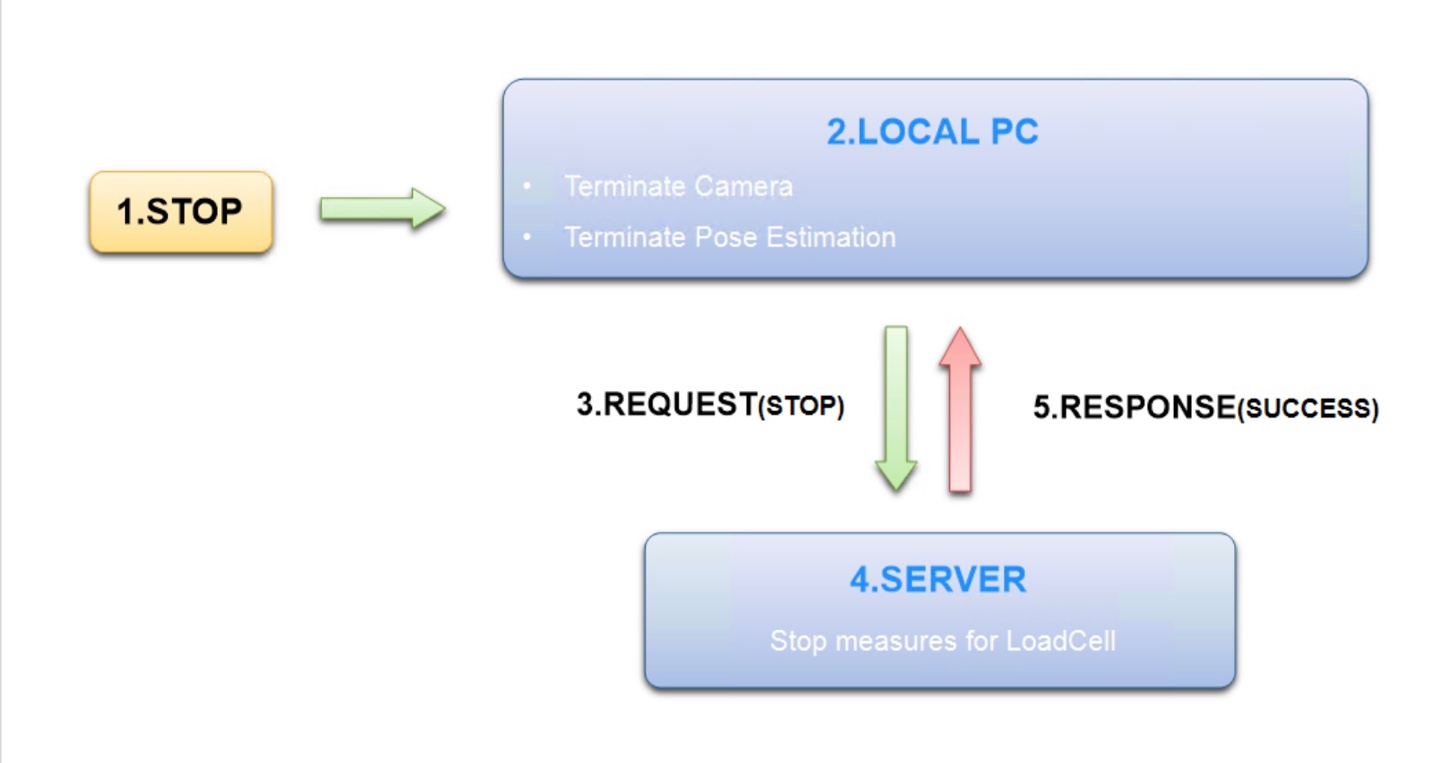 1.STOP
2.LOCAL PC
• Terminate Camera
• Terminate Pose Estimation
3.REQUEST(STOP)
5.RESPONSE(SUCCESS)
4.SERVER
Stop measures for LoadCell